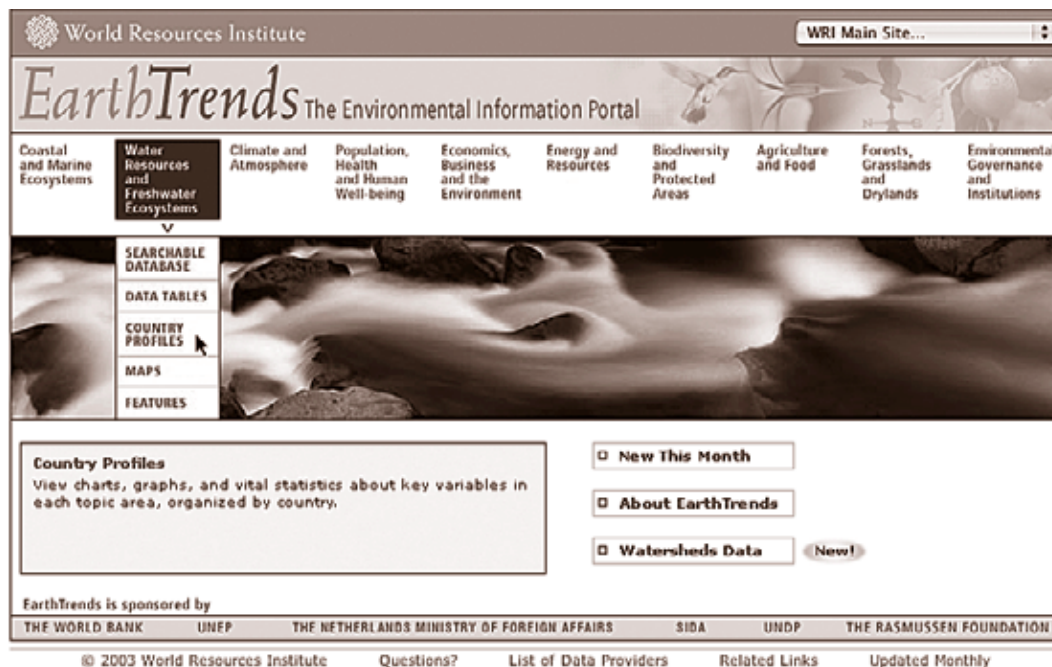 World Resources Institute
WRI Main Site...
EarthTrends The Environmental Information Portal
N
Coastal
and Marine
Ecosystems
Water
Resources
and
Freshwater
Ecosystems
Climate and
Atmosphere
Population,
Health
and Human
Well-being
Economics,
Business
and the
Environment
Energy and
Resources
Biodiversity
and
Protected
Areas
Agriculture
and Food
Forests,
Grasslands
and
Drylands
Environmental
Governance
and
Institutions
SEARCHABLE
DATABASE
DATA TABLES
COUNTRY
PROFILES
MAPS
FEATURES
Country Profiles
View charts, graphs, and vital statistics about key variables in
each topic area, organized by country.
New This Month
About EarthTrends
Watersheds Data New!
EarthTrends is sponsored by
THE WORLD BANK UNEP THE NETHERLANDS MINISTRY OF FOREIGN AFFAIRS SIDA UNDP THE RASMUSSEN FOUNDATION
© 2003 World Resources Institute Questions? List of Data Providers Related Links Updated Monthly